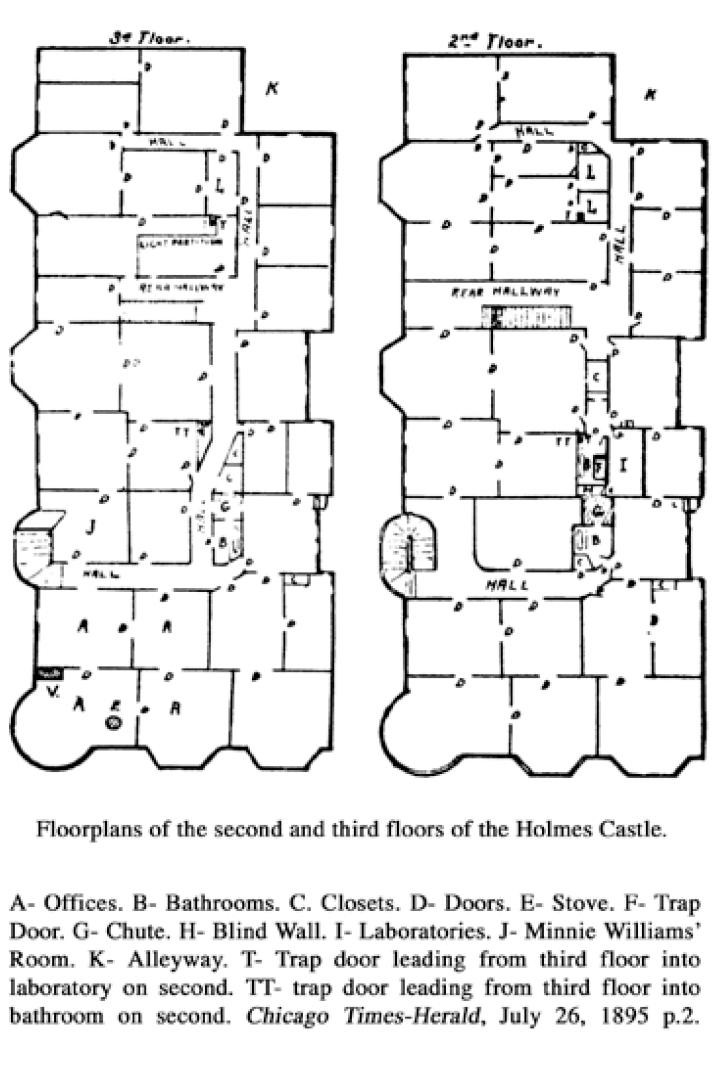 3d Floor.
2nd Floor.
K
K
HALL
HALL
L
I
L
T
T
HALL
HALL
LIGHT PARTITION
REAR HALLWAY
REAR HALLWAY
DD
C
TT
TT
C
C
B
F
I
H
G
G
HALL
J
B
B
C
HALL
HALL
C
C
A
A
V.
A
E
A
Floorplans of the second and third floors of the Holmes Castle.
A- Offices. B- Bathrooms. C. Closets. D- Doors. E- Stove. F- Trap
Door. G- Chute. H- Blind Wall. I- Laboratories. J- Minnie Williams'
Room. K- Alleyway. T- Trap door leading from third floor into
laboratory on second. TT- trap door leading from third floor into
bathroom on second. Chicago Times-Herald, July 26, 1895 p.2.